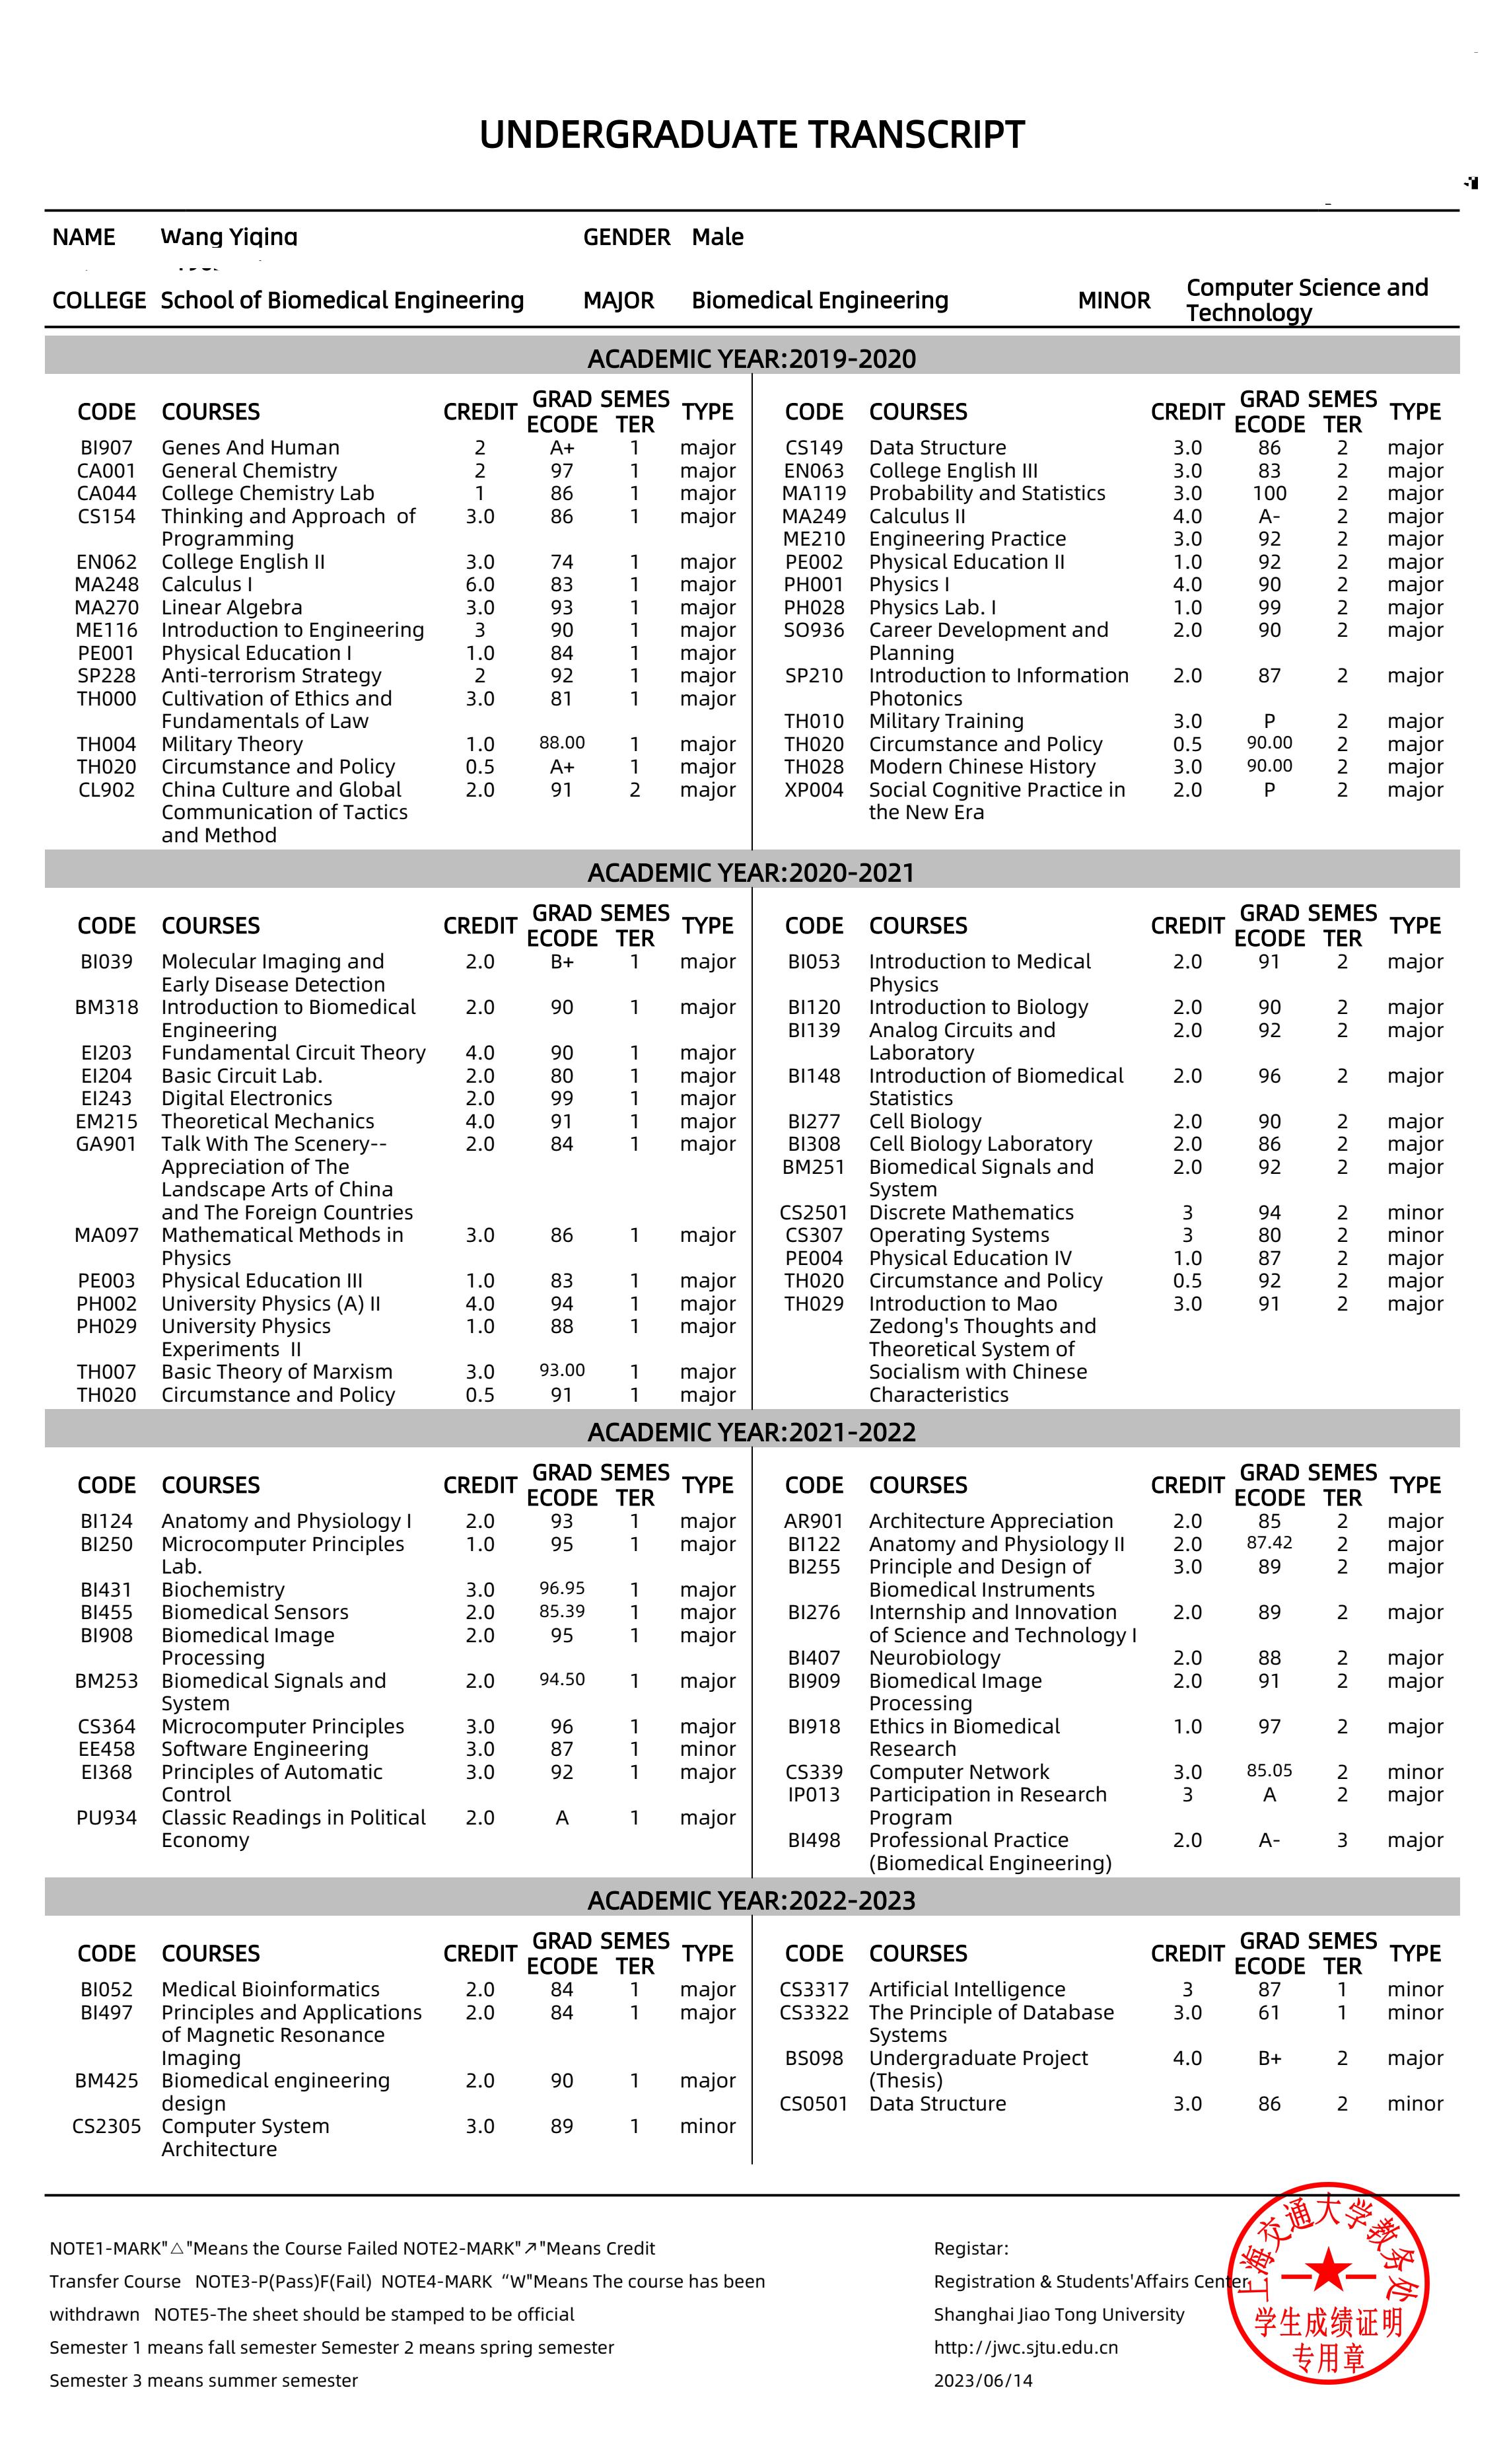 UNDERGRADUATE TRANSCRIPT
NAME Wang Yiqing GENDER Male
COLLEGE School of Biomedical Engineering MAJOR Biomedical Engineering MINOR Computer Science and
Technology
ACADEMIC YEAR:2019-2020
CODE COURSES CREDIT GRAD SEMES TYPE
ECODE TER
BI907 Genes And Human 2 A+ 1 major
CA001 General Chemistry 2 97 1 major
CA044 College Chemistry Lab 1 86 1 major
CS154 Thinking and Approach of 3.0 86 1 major
Programming
EN062 College English II 3.0 74 1 major
MA248 Calculus I 6.0 83 1 major
MA270 Linear Algebra 3.0 93 1 major
ME116 Introduction to Engineering 3 90 1 major
PE001 Physical Education I 1.0 84 1 major
SP228 Anti-terrorism Strategy 2 92 1 major
TH000 Cultivation of Ethics and 3.0 81 1 major
Fundamentals of Law
TH004 Military Theory 1.0 88.00 1 major
TH020 Circumstance and Policy 0.5 A+ 1 major
CL902 China Culture and Global 2.0 91 2 major
Communication of Tactics
and Method
CODE COURSES CREDIT GRAD SEMES TYPE
ECODE TER
CS149 Data Structure 3.0 86 2 major
EN063 College English III 3.0 83 2 major
MA119 Probability and Statistics 3.0 100 2 major
MA249 Calculus II 4.0 A- 2 major
ME210 Engineering Practice 3.0 92 2 major
PE002 Physical Education II 1.0 92 2 major
PH001 Physics I 4.0 90 2 major
PH028 Physics Lab. I 1.0 99 2 major
SO936 Career Development and 2.0 90 2 major
Planning
SP210 Introduction to Information 2.0 87 2 major
Photonics
TH010 Military Training 3.0 P 2 major
TH020 Circumstance and Policy 0.5 90.00 2 major
TH028 Modern Chinese History 3.0 90.00 2 major
XP004 Social Cognitive Practice in 2.0 P 2 major
the New Era
ACADEMIC YEAR:2020-2021
CODE COURSES CREDIT GRAD SEMES TYPE
ECODE TER
BI039 Molecular Imaging and 2.0 B+ 1 major
Early Disease Detection
BM318 Introduction to Biomedical 2.0 90 1 major
Engineering
EI203 Fundamental Circuit Theory 4.0 90 1 major
EI204 Basic Circuit Lab. 2.0 80 1 major
EI243 Digital Electronics 2.0 99 1 major
EM215 Theoretical Mechanics 4.0 91 1 major
GA901 Talk With The Scenery-- 2.0 84 1 major
Appreciation of The
Landscape Arts of China
and The Foreign Countries
MA097 Mathematical Methods in 3.0 86 1 major
Physics
PE003 Physical Education III 1.0 83 1 major
PH002 University Physics (A) II 4.0 94 1 major
PH029 University Physics 1.0 88 1 major
Experiments II
TH007 Basic Theory of Marxism 3.0 93.00 1 major
TH020 Circumstance and Policy 0.5 91 1 major
CODE COURSES CREDIT GRAD SEMES TYPE
ECODE TER
BI053 Introduction to Medical 2.0 91 2 major
Physics
BI120 Introduction to Biology 2.0 90 2 major
BI139 Analog Circuits and 2.0 92 2 major
Laboratory
BI148 Introduction of Biomedical 2.0 96 2 major
Statistics
BI277 Cell Biology 2.0 90 2 major
BI308 Cell Biology Laboratory 2.0 86 2 major
BM251 Biomedical Signals and 2.0 92 2 major
System
CS2501 Discrete Mathematics 3 94 2 minor
CS307 Operating Systems 3 80 2 minor
PE004 Physical Education IV 1.0 87 2 major
TH020 Circumstance and Policy 0.5 92 2 major
TH029 Introduction to Mao 3.0 91 2 major
Zedong's Thoughts and
Theoretical System of
Socialism with Chinese
Characteristics
ACADEMIC YEAR:2021-2022
CODE COURSES CREDIT GRAD SEMES TYPE
ECODE TER
BI124 Anatomy and Physiology I 2.0 93 1 major
BI250 Microcomputer Principles 1.0 95 1 major
Lab.
BI431 Biochemistry 3.0 96.95 1 major
BI455 Biomedical Sensors 2.0 85.39 1 major
BI908 Biomedical Image 2.0 95 1 major
Processing
BM253 Biomedical Signals and 2.0 94.50 1 major
System
CS364 Microcomputer Principles 3.0 96 1 major
EE458 Software Engineering 3.0 87 1 minor
EI368 Principles of Automatic 3.0 92 1 major
Control
PU934 Classic Readings in Political 2.0 A 1 major
Economy
CODE COURSES CREDIT GRAD SEMES TYPE
ECODE TER
AR901 Architecture Appreciation 2.0 85 2 major
BI122 Anatomy and Physiology II 2.0 87.42 2 major
BI255 Principle and Design of 3.0 89 2 major
Biomedical Instruments
BI276 Internship and Innovation 2.0 89 2 major
of Science and Technology I
BI407 Neurobiology 2.0 88 2 major
BI909 Biomedical Image 2.0 91 2 major
Processing
BI918 Ethics in Biomedical 1.0 97 2 major
Research
CS339 Computer Network 3.0 85.05 2 minor
IP013 Participation in Research 3 A 2 major
Program
BI498 Professional Practice 2.0 A- 3 major
(Biomedical Engineering)
ACADEMIC YEAR:2022-2023
CODE COURSES CREDIT GRAD SEMES TYPE
ECODE TER
BI052 Medical Bioinformatics 2.0 84 1 major
BI497 Principles and Applications 2.0 84 1 major
of Magnetic Resonance
Imaging
BM425 Biomedical engineering 2.0 90 1 major
design
CS2305 Computer System 3.0 89 1 minor
Architecture
CODE COURSES CREDIT GRAD SEMES TYPE
ECODE TER
CS3317 Artificial Intelligence 3 87 1 minor
CS3322 The Principle of Database 3.0 61 1 minor
Systems
BS098 Undergraduate Project 4.0 B+ 2 major
(Thesis)
CS0501 Data Structure 3.0 86 2 minor
NOTE1-MARK"△"Means the Course Failed NOTE2-MARK"↗"Means Credit
Transfer Course NOTE3-P(Pass)F(Fail) NOTE4-MARK “W"Means The course has been
withdrawn NOTE5-The sheet should be stamped to be official
Semester 1 means fall semester Semester 2 means spring semester
Semester 3 means summer semester
Registar:
Registration & Students'Affairs Center
Shanghai Jiao Tong University
http://jwc.sjtu.edu.cn
2023/06/14
上海交通大学教务处
学生成绩证明
专用章